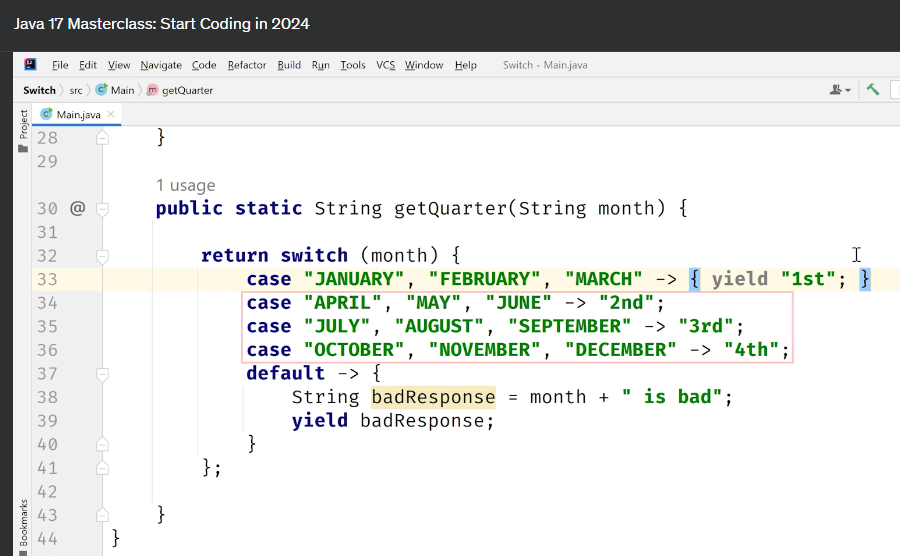 Java 17 Masterclass: Start Coding in 2024
File Edit View Navigate Code Refactor Build Run Tools VCS Window Help Switch - Main.java
Switch src Main getQuarter
Project
Main.java
28 }
29
1 usage
30 @ public static String getQuarter(String month) {
31
32 return switch (month) {
33 case "JANUARY", "FEBRUARY", "MARCH" -> { yield "1st"; }
34 case "APRIL", "MAY", "JUNE" -> "2nd";
35 case "JULY", "AUGUST", "SEPTEMBER" -> "3rd";
36 case "OCTOBER", "NOVEMBER", "DECEMBER" -> "4th";
37 default -> {
38 String badResponse = month + " is bad";
39 yield badResponse;
40 }
41 };
42
43 }
44 }
Bookmarks